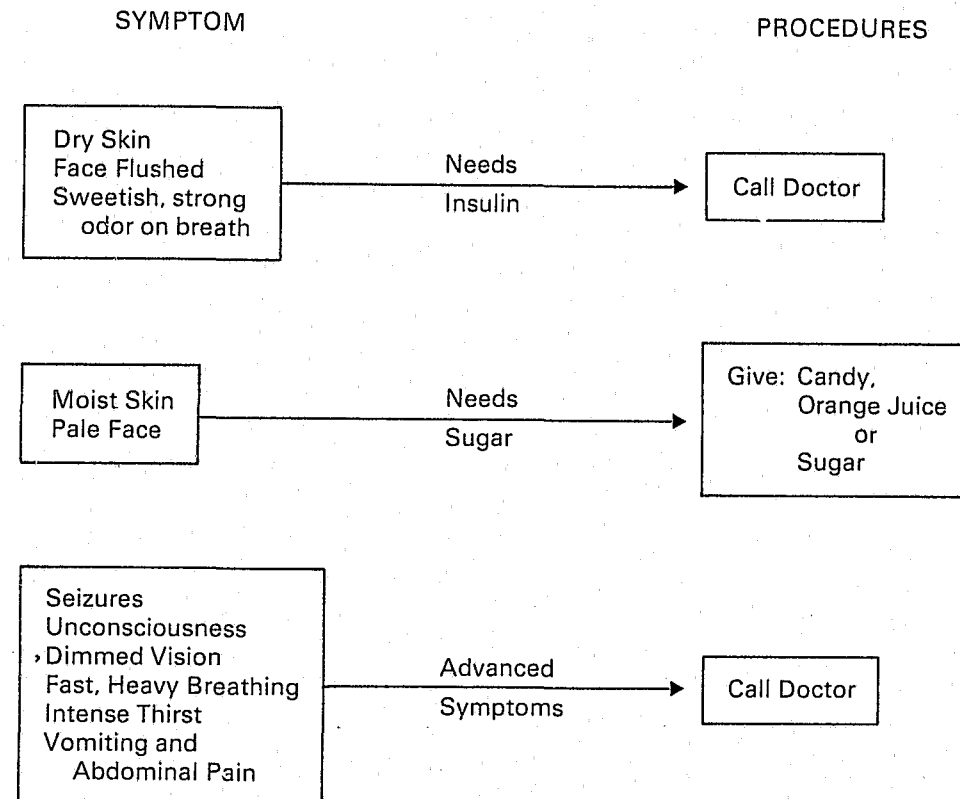 SYMPTOM
PROCEDURES
Dry Skin
Face Flushed
Sweetish, strong
odor on breath
Needs
Insulin
Call Doctor
Moist Skin
Pale Face
Needs
Sugar
Give: Candy,
Orange Juice
or
Sugar
Seizures
Unconsciousness
Dimmed Vision
Fast, Heavy Breathing
Intense Thirst
Vomiting and
Abdominal Pain
Advanced
Symptoms
Call Doctor